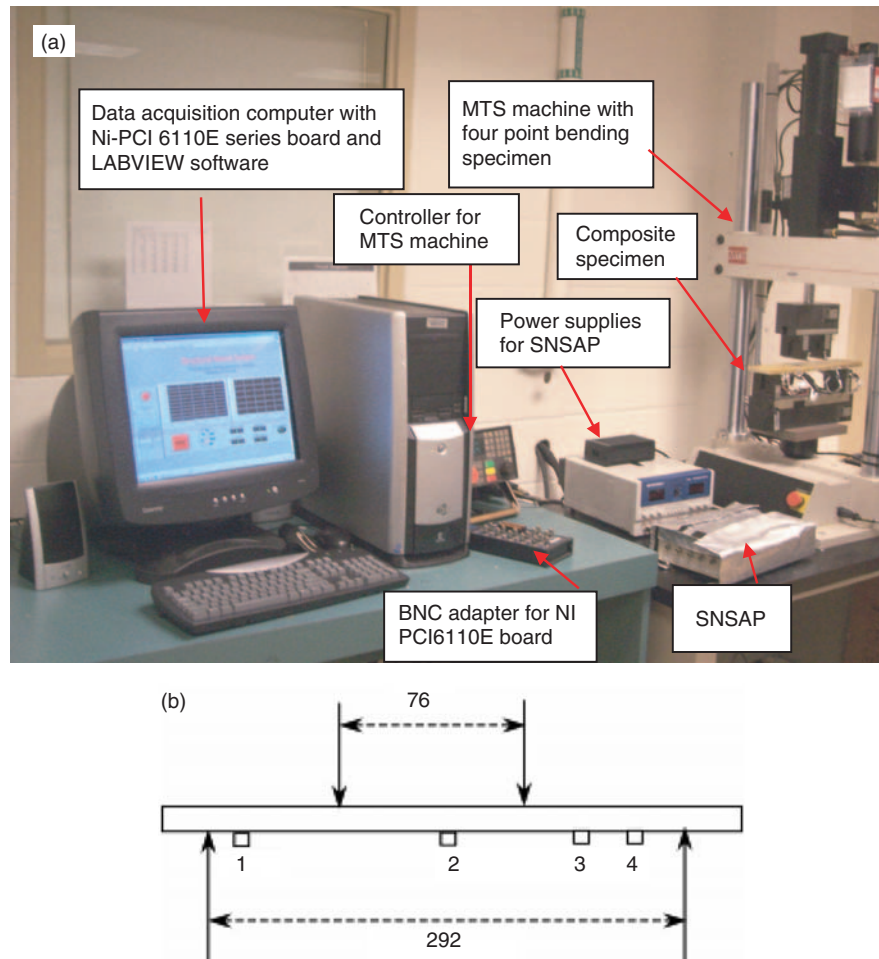 (a)
Data acquisition computer with
Ni-PCI 6110E series board and
LABVIEW software
MTS machine with
four point bending
specimen
Controller for
MTS machine
Composite
specimen
Power supplies
for SNSAP
BNC adapter for NI
PCI6110E board
SNSAP
(b)
76
1
2
3
4
292